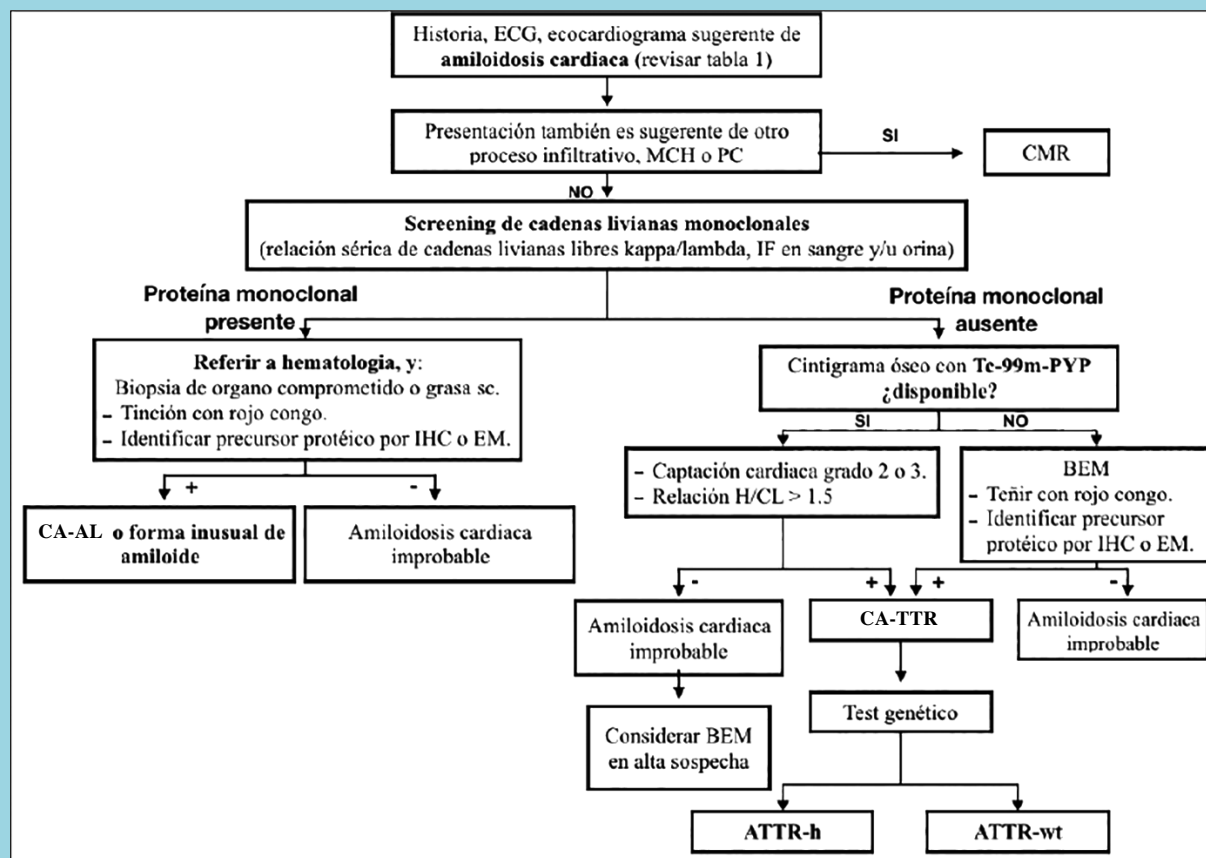 Historia, ECG, ecocardiograma sugerente de
amiloidosis cardiaca (revisar tabla 1)
Presentación también es sugerente de otro
proceso infiltrativo, MCH o PC
SI
CMR
NO
Screening de cadenas livianas monoclonales
(relación sérica de cadenas livianas libres kappa/lambda, IF en sangre y/u orina)
Proteína monoclonal
presente
Proteína monoclonal
ausente
Referir a hematologia, y:
Biopsia de organo comprometido o grasa sc.
- Tinción con rojo congo.
- Identificar precursor protéico por IHC o EM.
Cintigrama óseo con Tc-99m-PYP
¿disponible?
SI
NO
- Captación cardiaca grado 2 o 3.
- Relación H/CL > 1.5
BEM
- Teñir con rojo congo.
- Identificar precursor
protéico por IHC o EM.
+
-
CA-AL o forma inusual de
amiloide
Amiloidosis cardiaca
improbable
-
+
+
-
Amiloidosis cardiaca
improbable
CA-TTR
Amiloidosis cardiaca
improbable
Considerar BEM
en alta sospecha
Test genético
ATTR-h
ATTR-wt